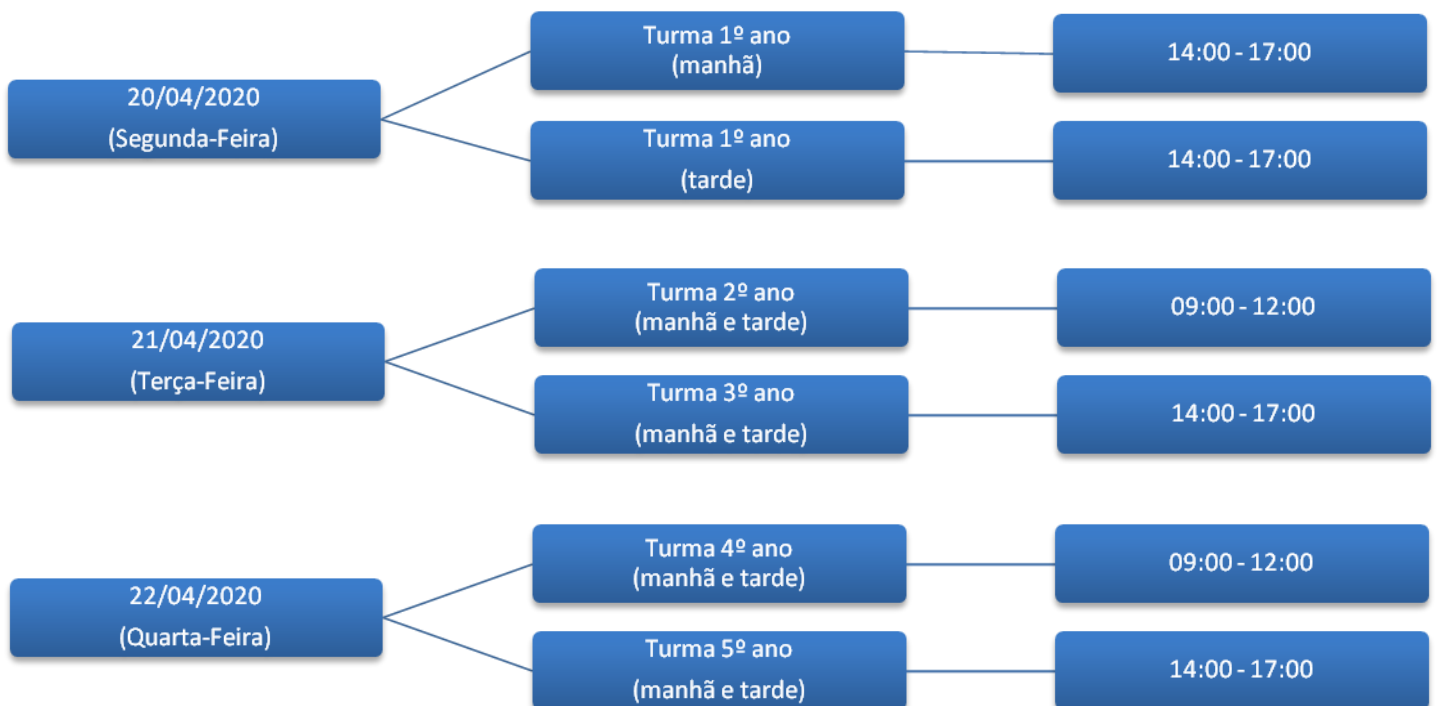 20/04/2020
(Segunda-Feira)
Turma 1º ano
(manhã)
14:00 - 17:00
Turma 1º ano
(tarde)
14:00 - 17:00
21/04/2020
(Terça-Feira)
Turma 2º ano
(manhã e tarde)
09:00 - 12:00
Turma 3º ano
(manhã e tarde)
14:00 - 17:00
22/04/2020
(Quarta-Feira)
Turma 4º ano
(manhã e tarde)
09:00 - 12:00
Turma 5º ano
(manhã e tarde)
14:00 - 17:00